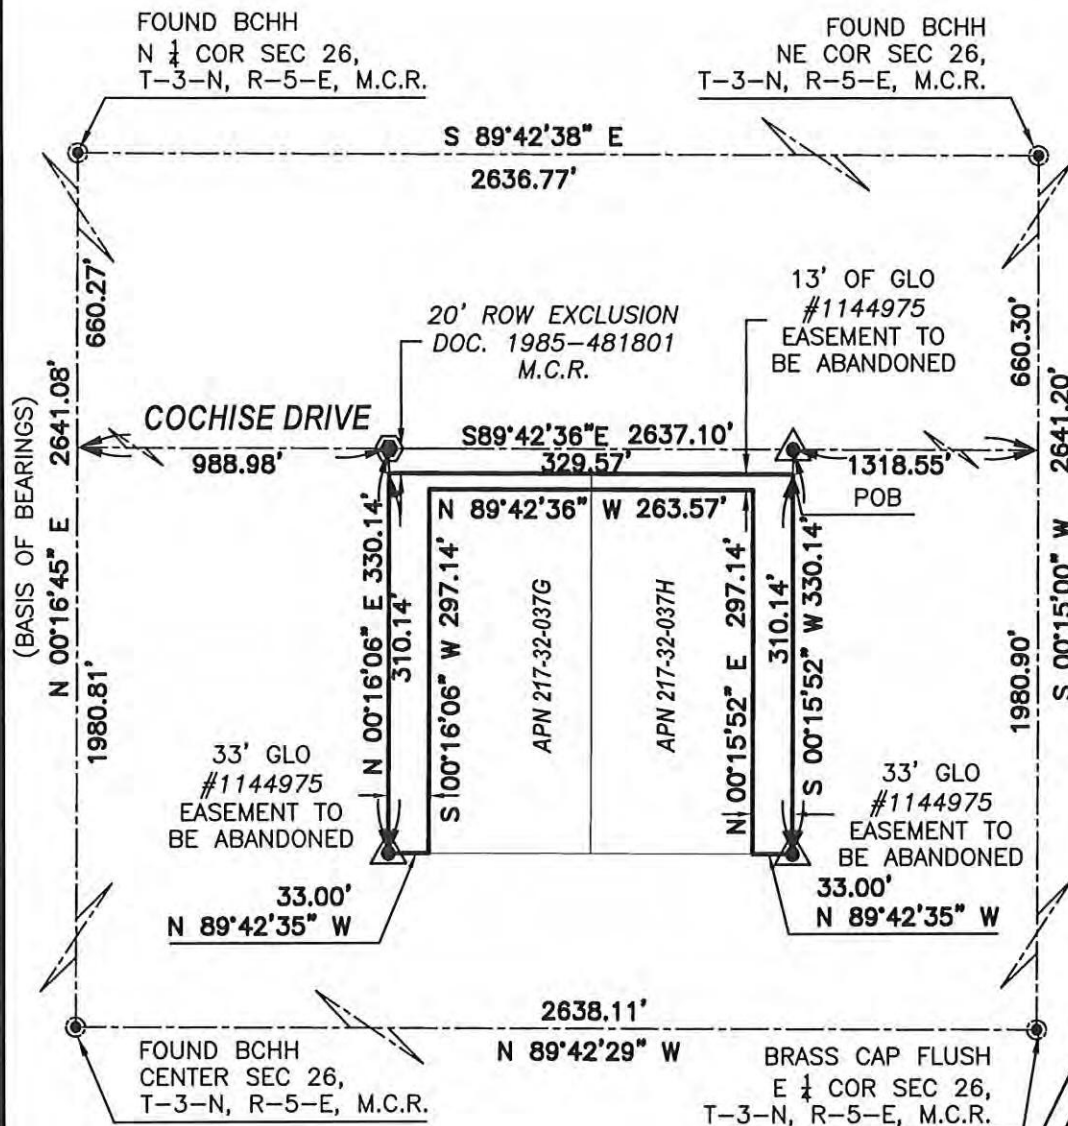 FOUND BCHH
N 1/4 COR SEC 26,
T-3-N, R-5-E, M.C.R.
FOUND BCHH
NE COR SEC 26,
T-3-N, R-5-E, M.C.R.
S 89°42'38" E
2636.77'
660.27'
660.30'
20' ROW EXCLUSION
DOC. 1985-481801
M.C.R.
13' OF GLO
#1144975
EASEMENT TO
BE ABANDONED
(BASIS OF BEARINGS)
N 00°16'45" E 2641.08'
S 00°15'00" W 2641.20'
COCHISE DRIVE
988.98'
S89°42'36"E 2637.10'
329.57'
1318.55'
POB
N 89°42'36" W 263.57'
N 00°16'06" E 330.14'
310.14'
S 00°16'06" W 297.14'
APN 217-32-037G
APN 217-32-037H
N 00°15'52" E 297.14'
310.14'
S 00°15'52" W 330.14'
1980.81'
1980.90'
33' GLO
#1144975
EASEMENT TO
BE ABANDONED
33' GLO
#1144975
EASEMENT TO
BE ABANDONED
33.00'
N 89°42'35" W
33.00'
N 89°42'35" W
2638.11'
N 89°42'29" W
FOUND BCHH
CENTER SEC 26,
T-3-N, R-5-E, M.C.R.
BRASS CAP FLUSH
E 1/4 COR SEC 26,
T-3-N, R-5-E, M.C.R.